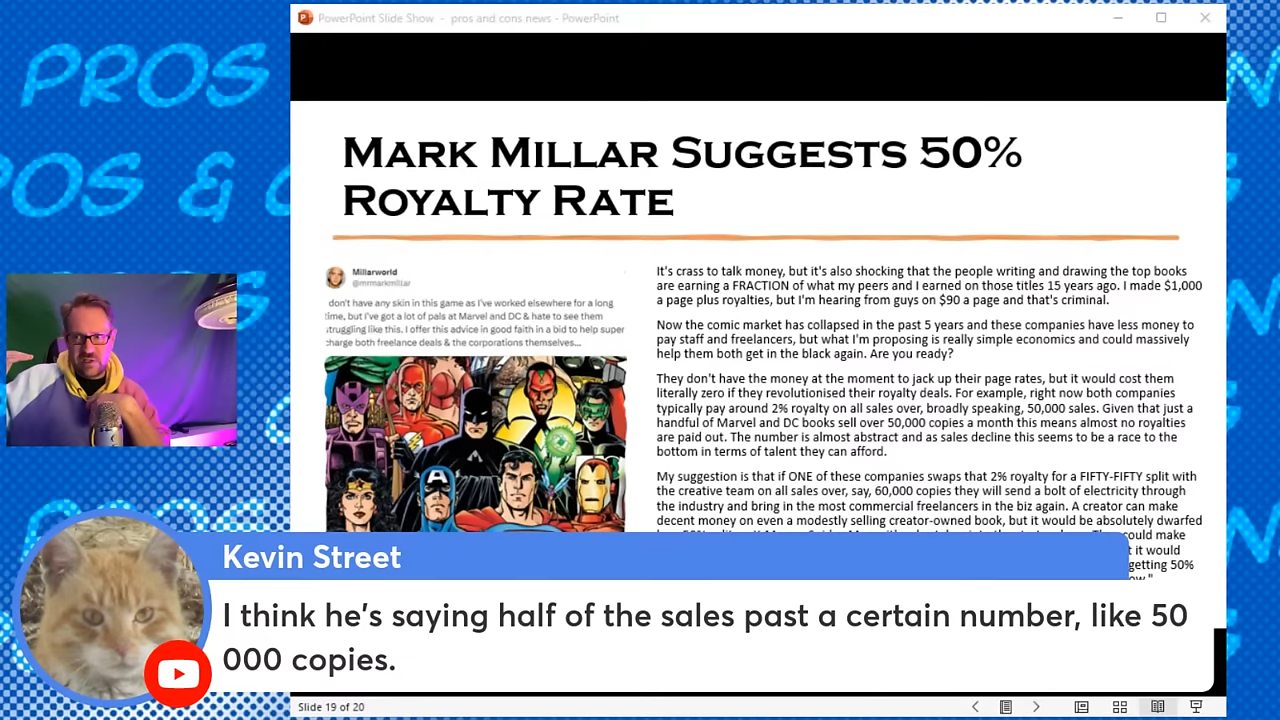 PowerPoint Slide Show - pros and cons news - PowerPoint
PROS
POS & C
MARK MILLAR SUGGESTS 50%
ROYALTY RATE
Millarworld
@mrmarkmillar
don't have any skin in this game as I've worked elsewhere for a long
time, but I've got a lot of pals at Marvel and DC & hate to see them
struggling like this. I offer this advice in good faith in a bid to help super
charge both freelance deals & the corporations themselves...
It's crass to talk money, but it's also shocking that the people writing and drawing the top books
are earning a FRACTION of what my peers and I earned on those titles 15 years ago. I made $1,000
a page plus royalties, but I'm hearing from guys on $90 a page and that's criminal.
Now the comic market has collapsed in the past 5 years and these companies have less money to
pay staff and freelancers, but what I'm proposing is really simple economics and could massively
help them both get in the black again. Are you ready?
They don't have the money at the moment to jack up their page rates, but it would cost them
literally zero if they revolutionised their royalty deals. For example, right now both companies
typically pay around 2% royalty on all sales over, broadly speaking, 50,000 sales. Given that just a
handful of Marvel and DC books sell over 50,000 copies a month this means almost no royalties
are paid out. The number is almost abstract and as sales decline this seems to be a race to the
bottom in terms of talent they can afford.
My suggestion is that if ONE of these companies swaps that 2% royalty for a FIFTY-FIFTY split with
the creative team on all sales over, say, 60,000 copies they will send a bolt of electricity through
the industry and bring in the most commercial freelancers in the biz again. A creator can make
decent money on even a modestly selling creator-owned book, but it would be absolutely dwarfed
could make
t it would
getting 50%
Kevin Street
I think he's saying half of the sales past a certain number, like 50
000 copies.
Slide 19 of 20